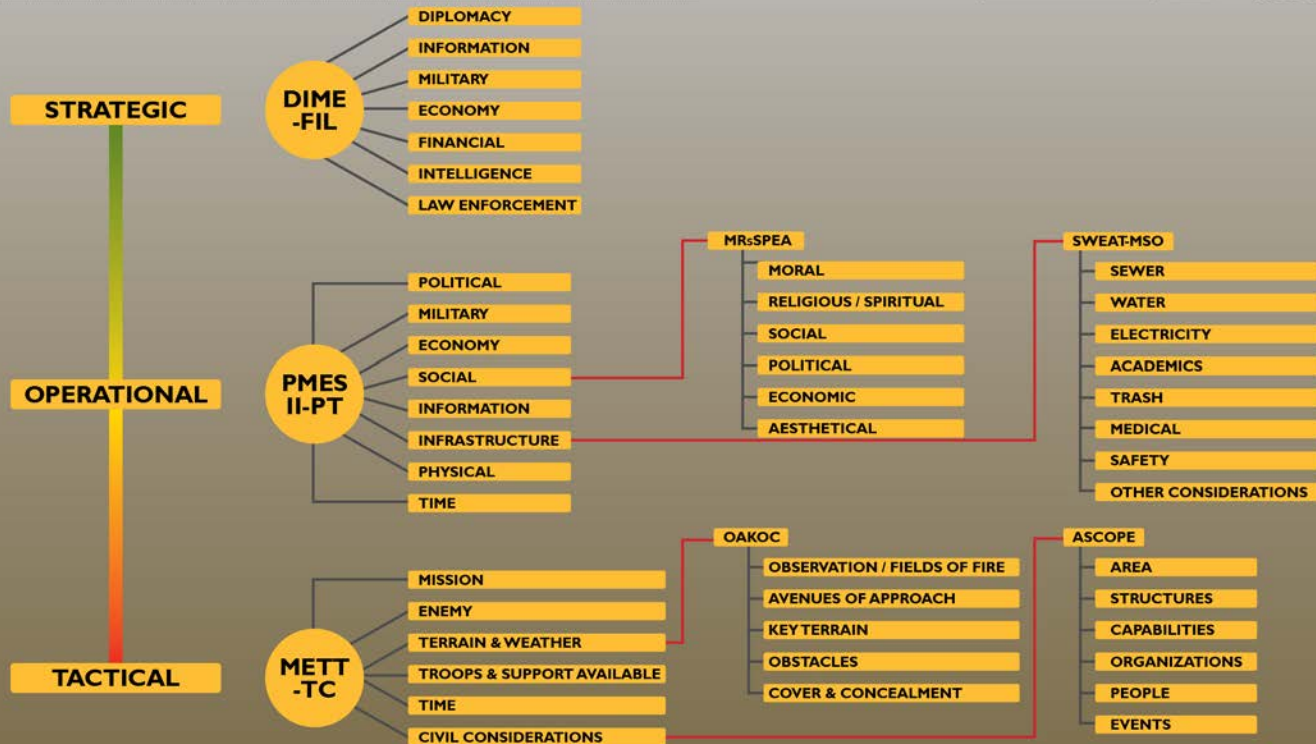 STRATEGIC
DIME
-FIL
DIPLOMACY
INFORMATION
MILITARY
ECONOMY
FINANCIAL
INTELLIGENCE
LAW ENFORCEMENT
OPERATIONAL
PMES
II-PT
POLITICAL
MILITARY
ECONOMY
SOCIAL
INFORMATION
INFRASTRUCTURE
PHYSICAL
TIME
MRsSPEA
MORAL
RELIGIOUS / SPIRITUAL
SOCIAL
POLITICAL
ECONOMIC
AESTHETICAL
SWEAT-MSO
SEWER
WATER
ELECTRICITY
ACADEMICS
TRASH
MEDICAL
SAFETY
OTHER CONSIDERATIONS
TACTICAL
METT
-TC
MISSION
ENEMY
TERRAIN & WEATHER
TROOPS & SUPPORT AVAILABLE
TIME
CIVIL CONSIDERATIONS
OAKOC
OBSERVATION / FIELDS OF FIRE
AVENUES OF APPROACH
KEY TERRAIN
OBSTACLES
COVER & CONCEALMENT
ASCOPE
AREA
STRUCTURES
CAPABILITIES
ORGANIZATIONS
PEOPLE
EVENTS